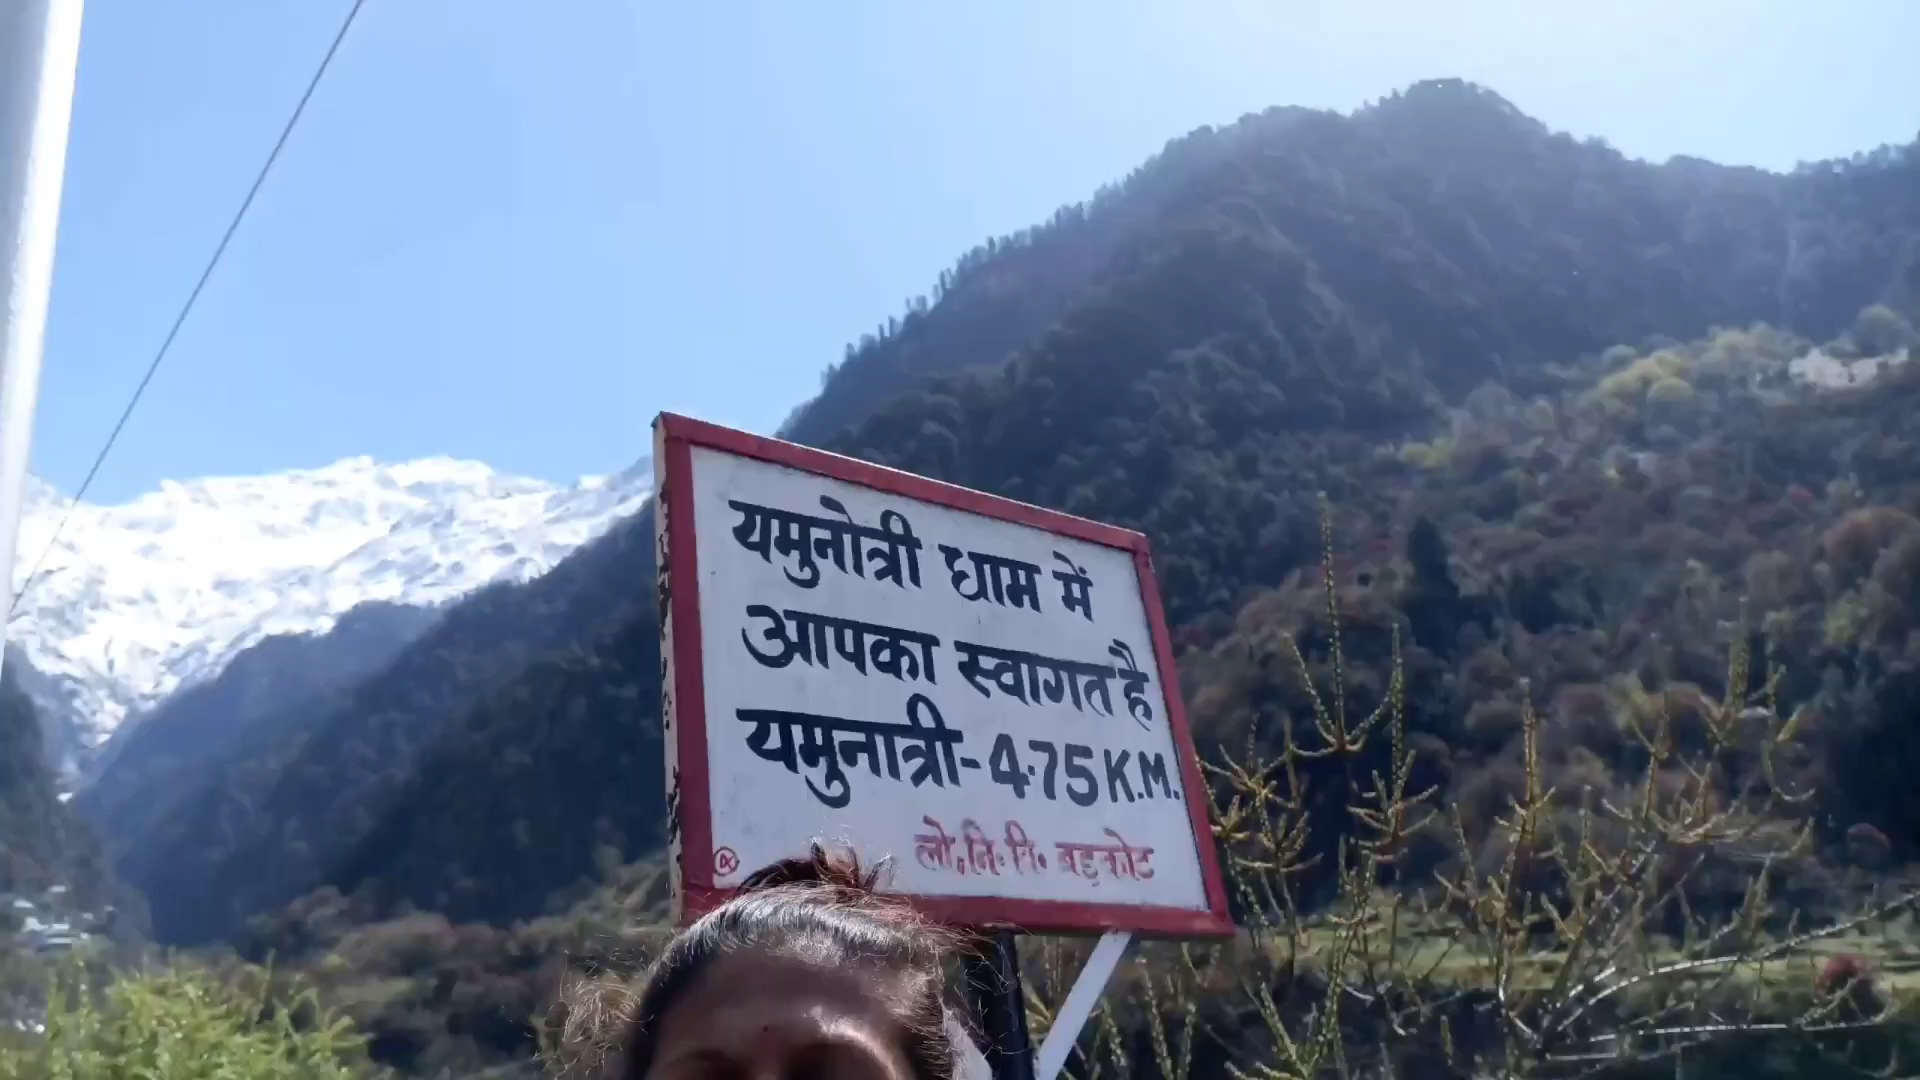 यमुनोत्री धाम में
आपका स्वागत है
यमुनात्री-4.75 K.M.
लो.नि.वि. बड़कोट